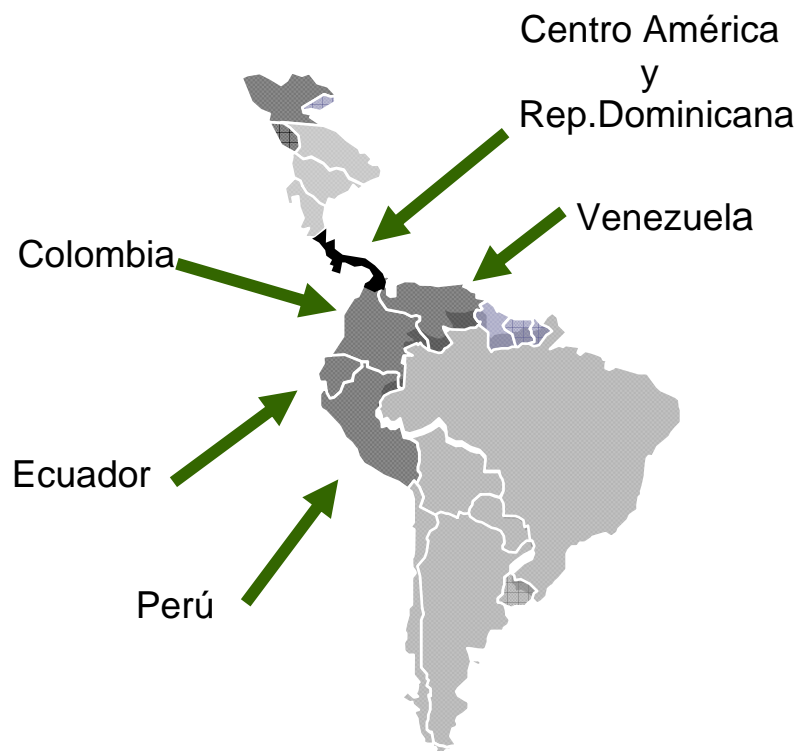 Centro América
y
Rep.Dominicana
Venezuela
Colombia
Ecuador
Perú